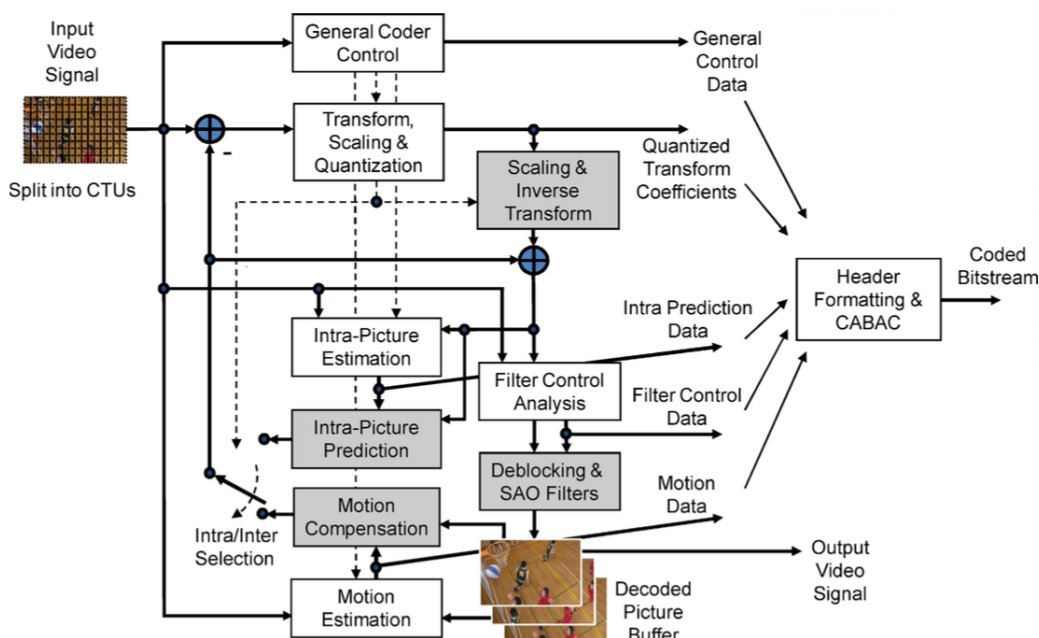 Input
Video
Signal
Split into CTUs
General Coder
Control
Transform,
Scaling &
Quantization
Scaling &
Inverse
Transform
General
Control
Data
Quantized
Transform
Coefficients
-
Intra-Picture
Estimation
Intra-Picture
Prediction
Filter Control
Analysis
Deblocking &
SAO Filters
Intra Prediction
Data
Filter Control
Data
Motion
Data
Header
Formatting &
CABAC
Coded
Bitstream
Motion
Compensation
Intra/Inter
Selection
Motion
Estimation
Decoded
Picture
Buffer
Output
Video
Signal